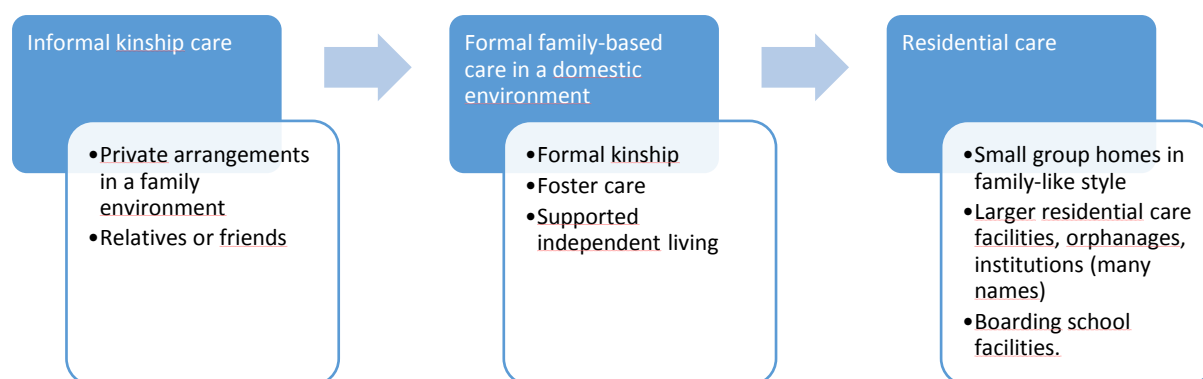 Informal kinship care
•Private arrangements
in a family
environment
•Relatives or friends
Formal family-based
care in a domestic
environment
•Formal kinship
•Foster care
•Supported
independent living
Residential care
•Small group homes in
family-like style
•Larger residential care
facilities, orphanages,
institutions (many
names)
•Boarding school
facilities.